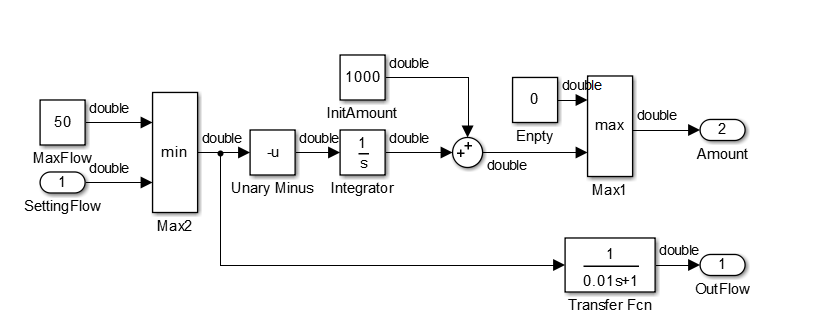 double
1000
InitAmount
double
50
MaxFlow
double
1
SettingFlow
min
Max2
double
-u
Unary Minus
double
1
s
Integrator
double
++
double
0
Enpty
double
max
Max1
double
2
Amount
1
0.01s+1
Transfer Fcn
double
1
OutFlow